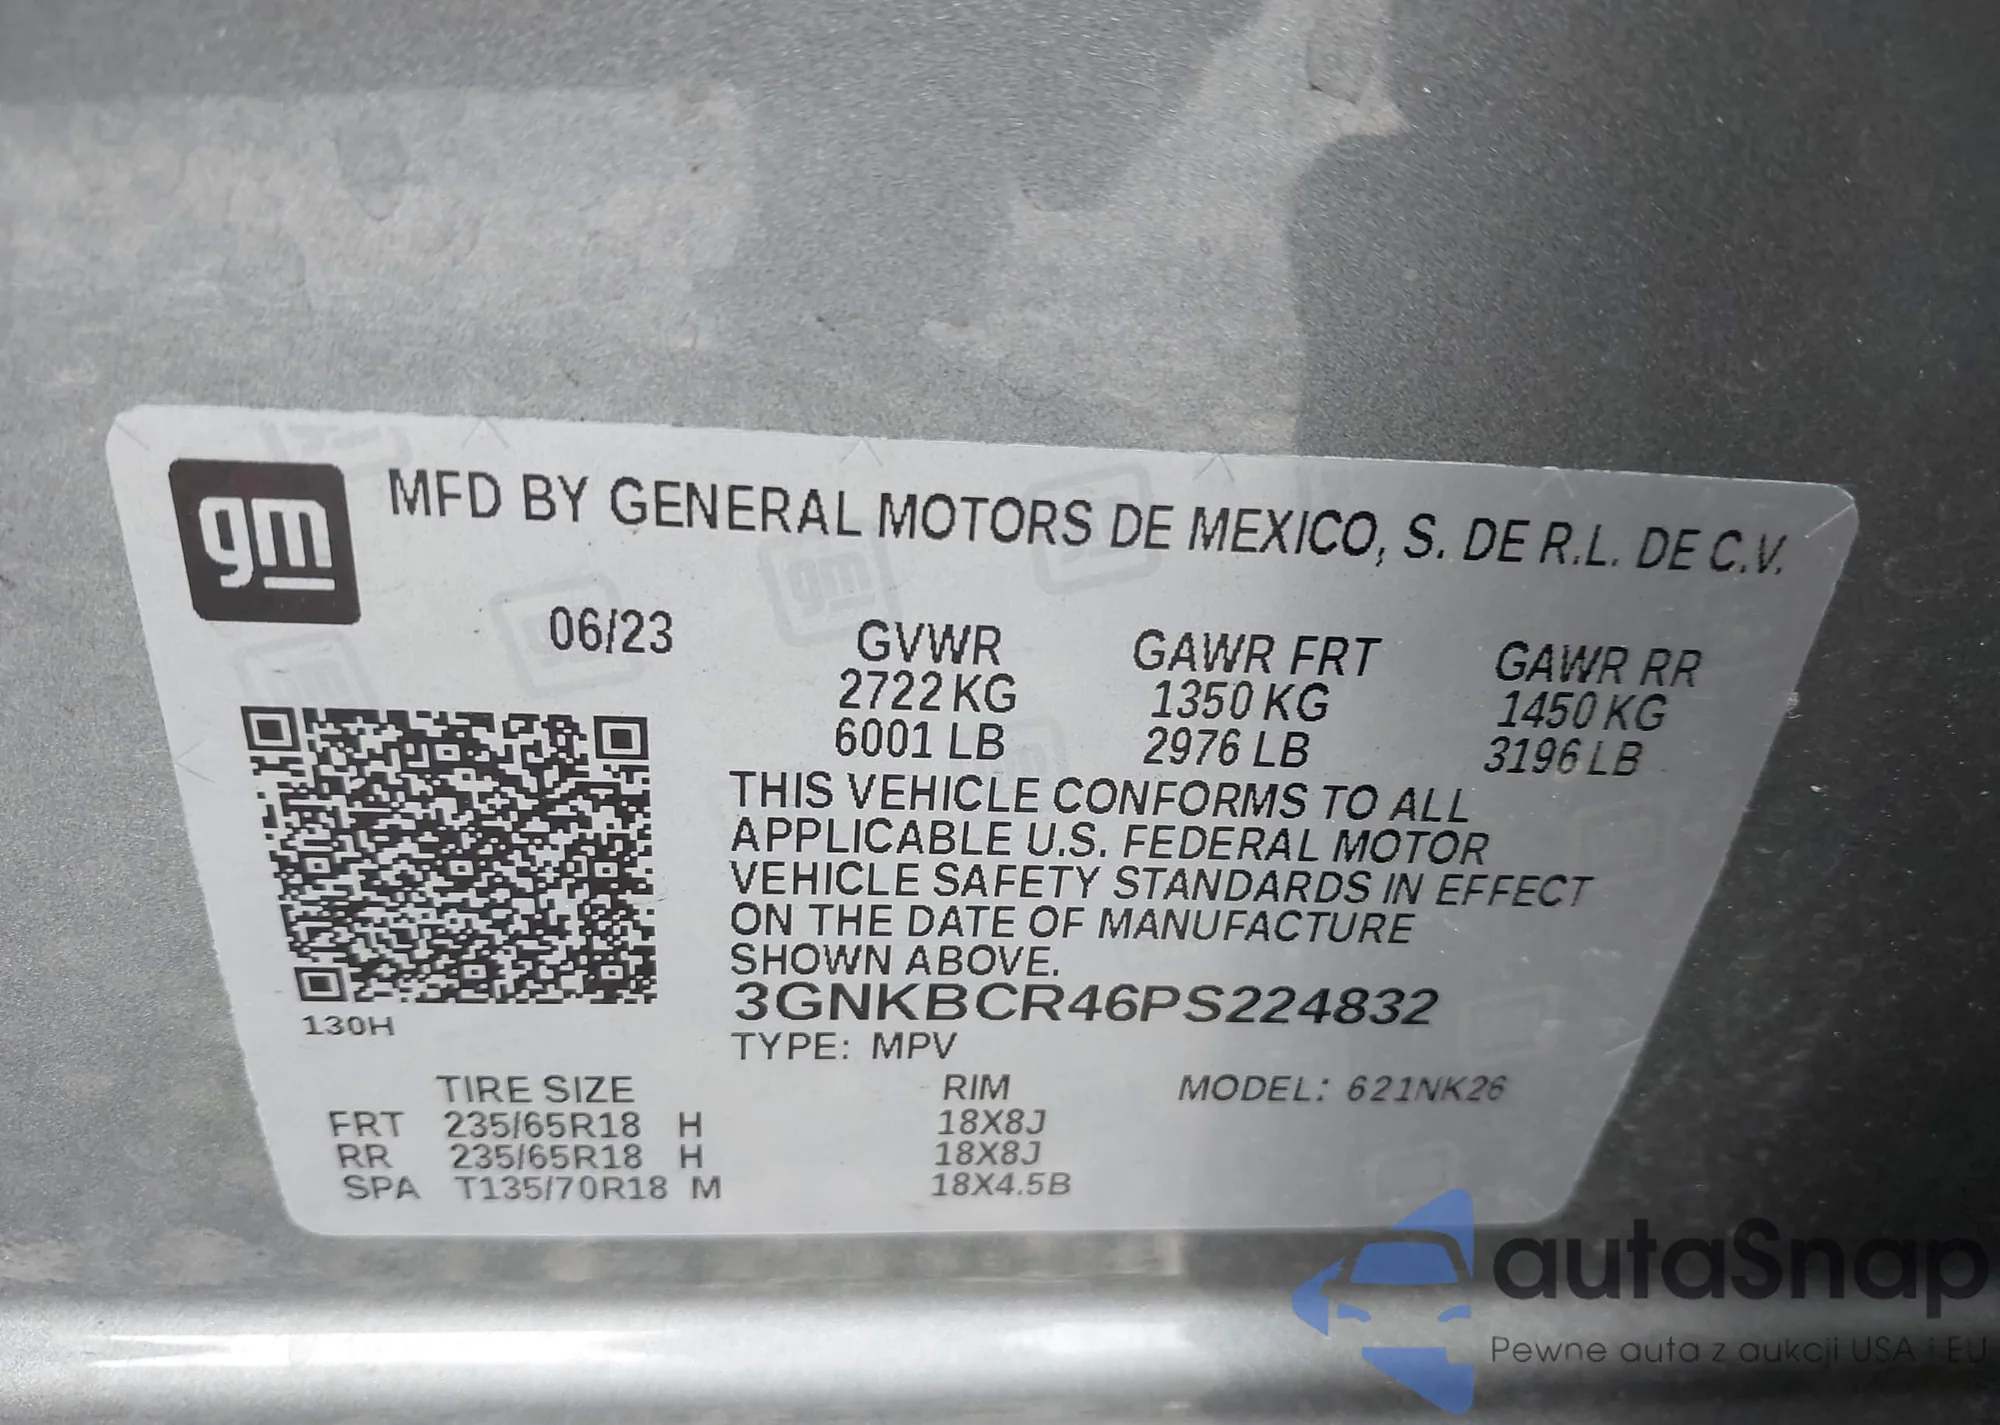 gm MFD BY GENERAL MOTORS DE MEXICO, S. DE R.L. DE C.V.
06/23
GVWR GAWR FRT GAWR RR
2722 KG 1350 KG 1450 KG
6001 LB 2976 LB 3196 LB
THIS VEHICLE CONFORMS TO ALL
APPLICABLE U.S. FEDERAL MOTOR
VEHICLE SAFETY STANDARDS IN EFFECT
ON THE DATE OF MANUFACTURE
SHOWN ABOVE.
3GNKBCR46PS224832
130H
TYPE: MPV
TIRE SIZE RIM MODEL: 621NK26
FRT 235/65R18 H 18X8J
RR 235/65R18 H 18X8J
SPA T135/70R18 M 18X4.5B
autaSnap
Pewne auta z aukcji USA i EU